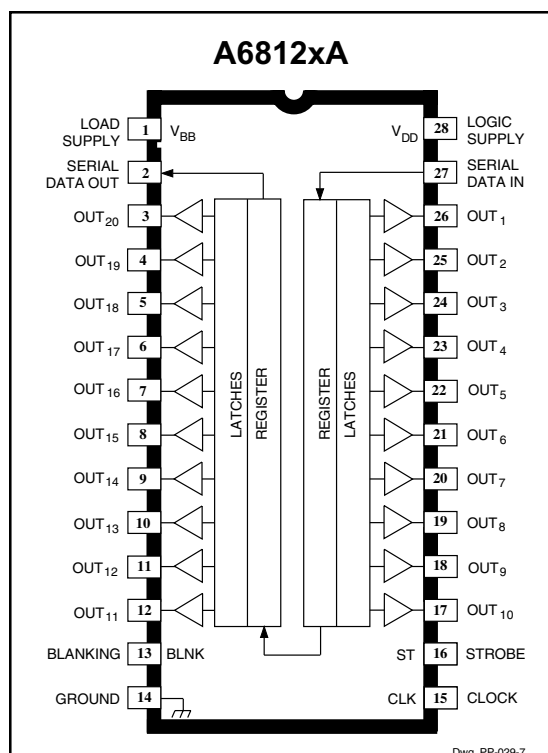 A6812xA
LOAD SUPPLY 1 VBB VDD 28 LOGIC SUPPLY
SERIAL DATA OUT 2 27 SERIAL DATA IN
OUT20 3 26 OUT1
OUT19 4 25 OUT2
OUT18 5 24 OUT3
OUT17 6 23 OUT4
OUT16 7 22 OUT5
OUT15 8 21 OUT6
OUT14 9 20 OUT7
OUT13 10 19 OUT8
OUT12 11 18 OUT9
OUT11 12 17 OUT10
LATCHES REGISTER REGISTER LATCHES
BLANKING 13 BLNK ST 16 STROBE
GROUND 14 CLK 15 CLOCK
Dwg. PP-029-7